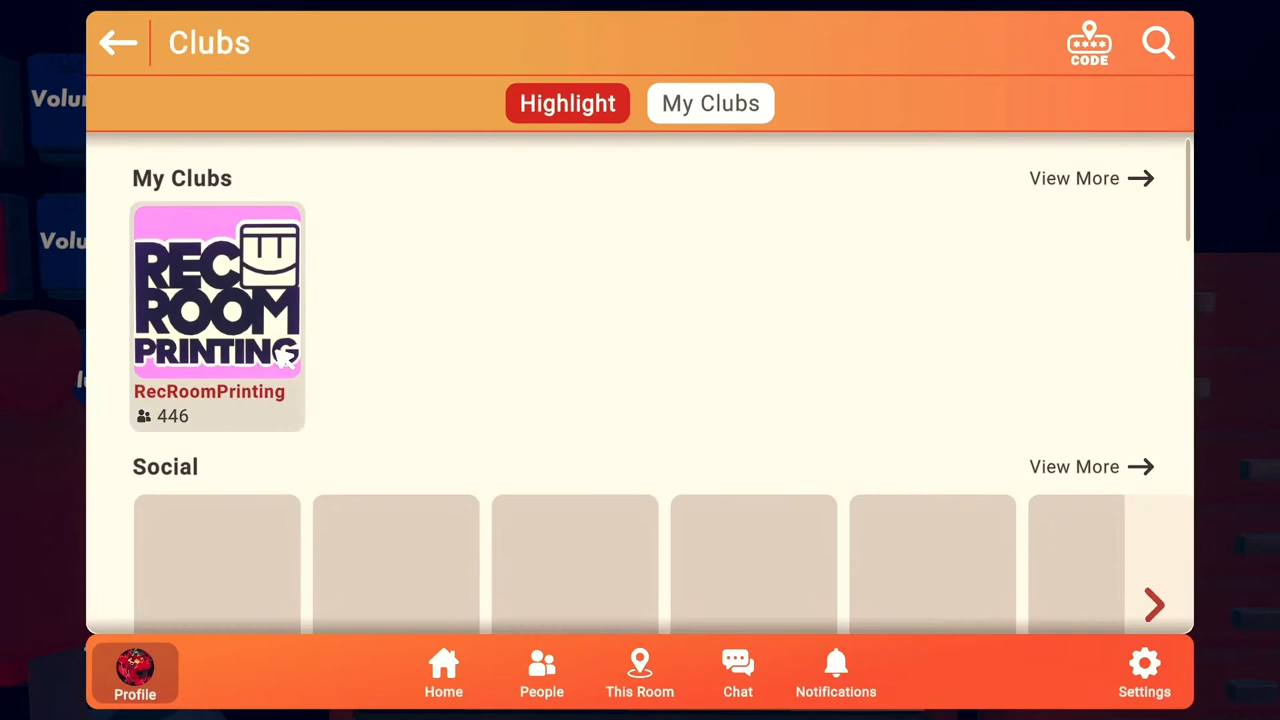 Clubs
CODE
Highlight
My Clubs
My Clubs
View More
REC
ROOM
PRINTING
RecRoomPrinting
446
Social
View More
Profile
Home
People
This Room
Chat
Notifications
Settings